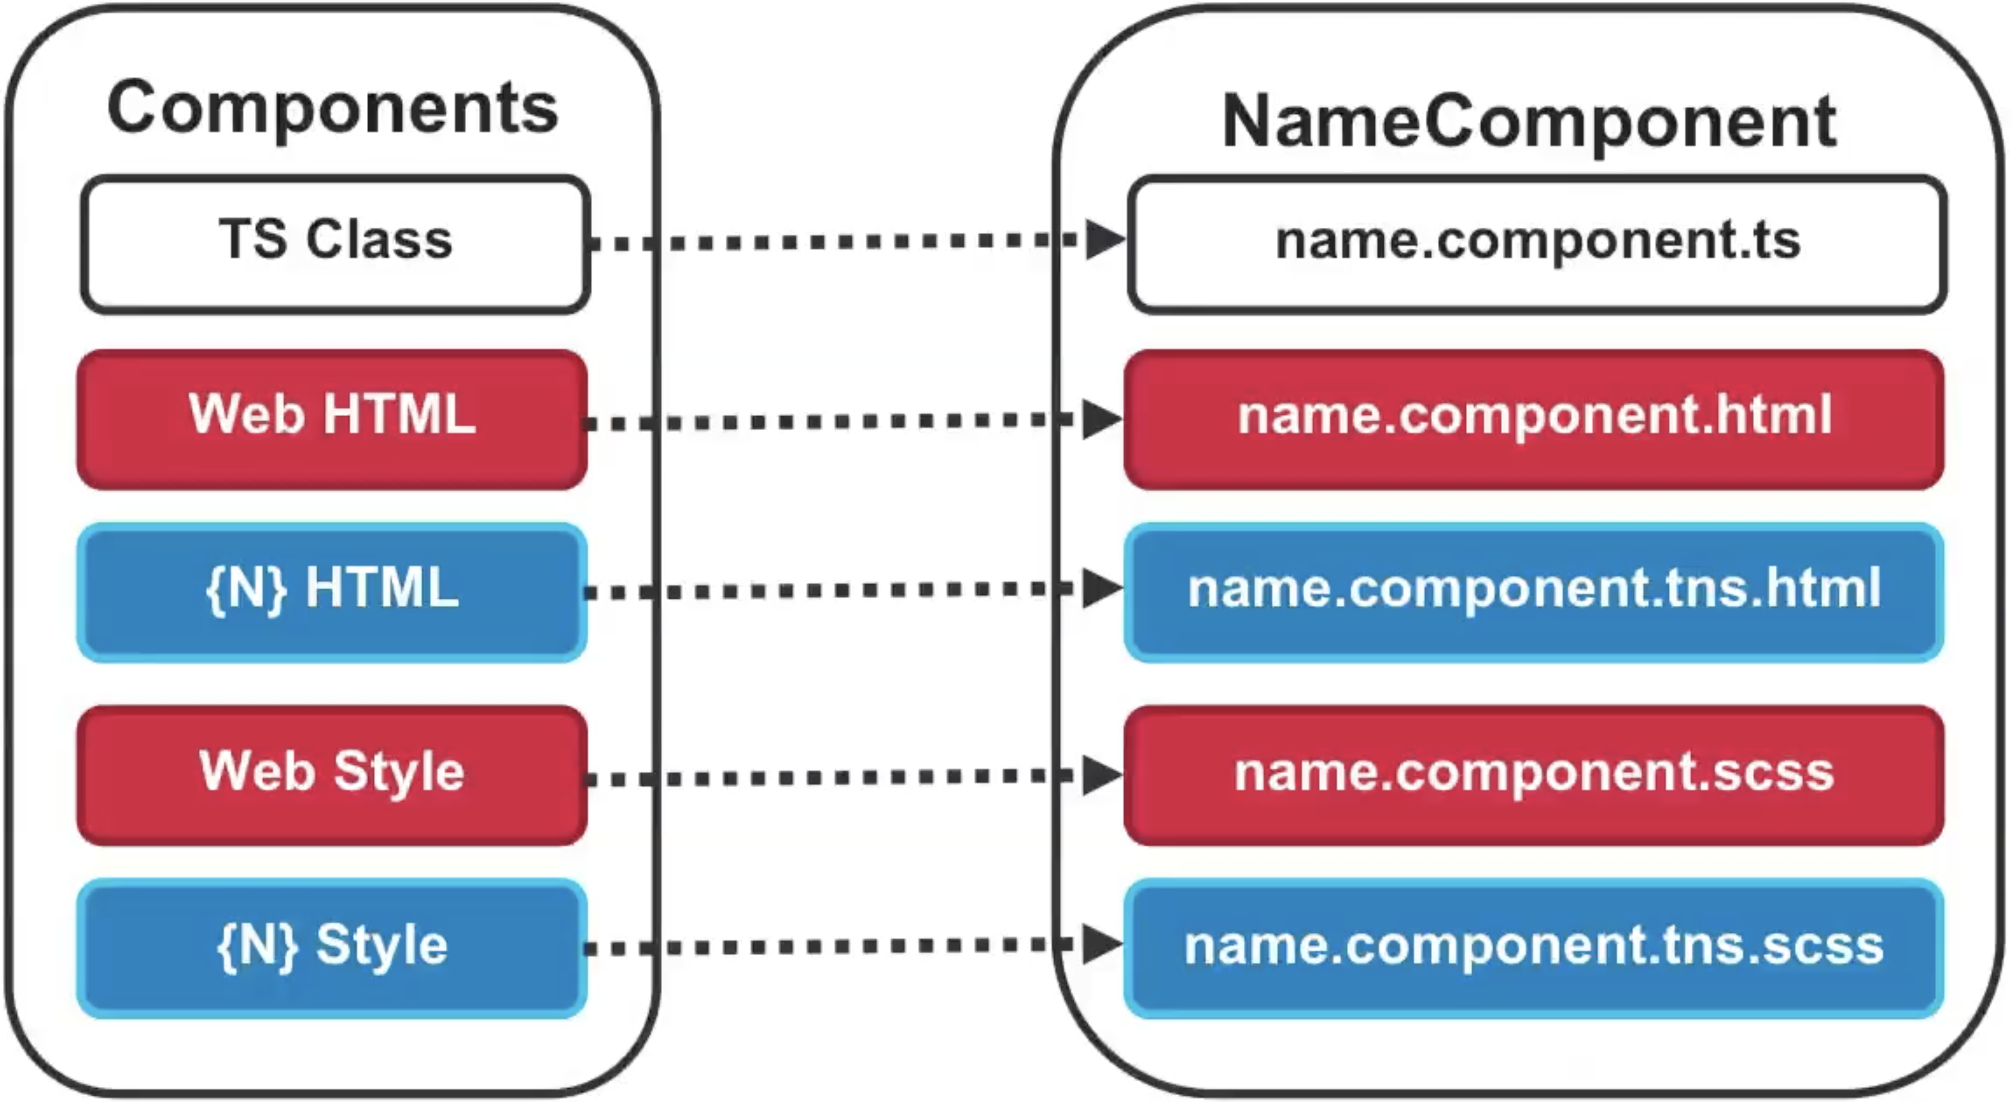 Components
TS Class
Web HTML
{N} HTML
Web Style
{N} Style
NameComponent
name.component.ts
name.component.html
name.component.tns.html
name.component.scss
name.component.tns.scss